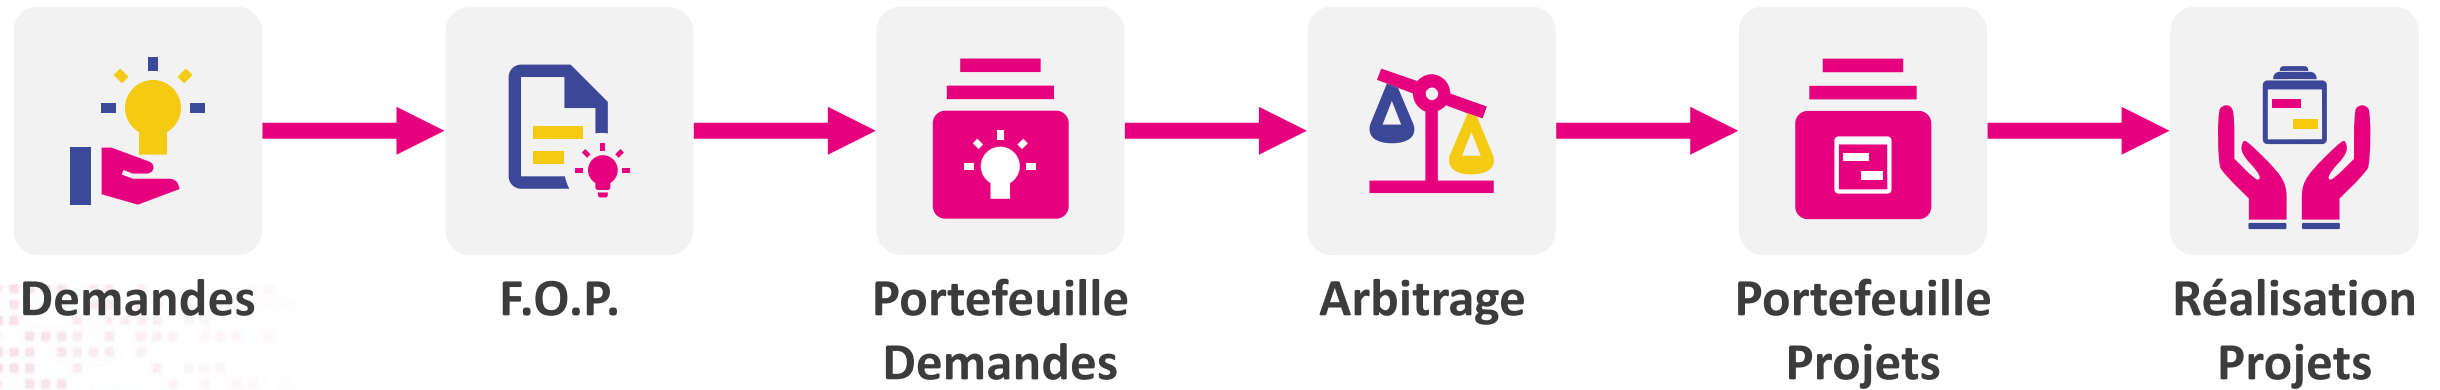 Demandes
F.O.P.
Portefeuille
Demandes
Arbitrage
Portefeuille
Projets
Réalisation
Projets